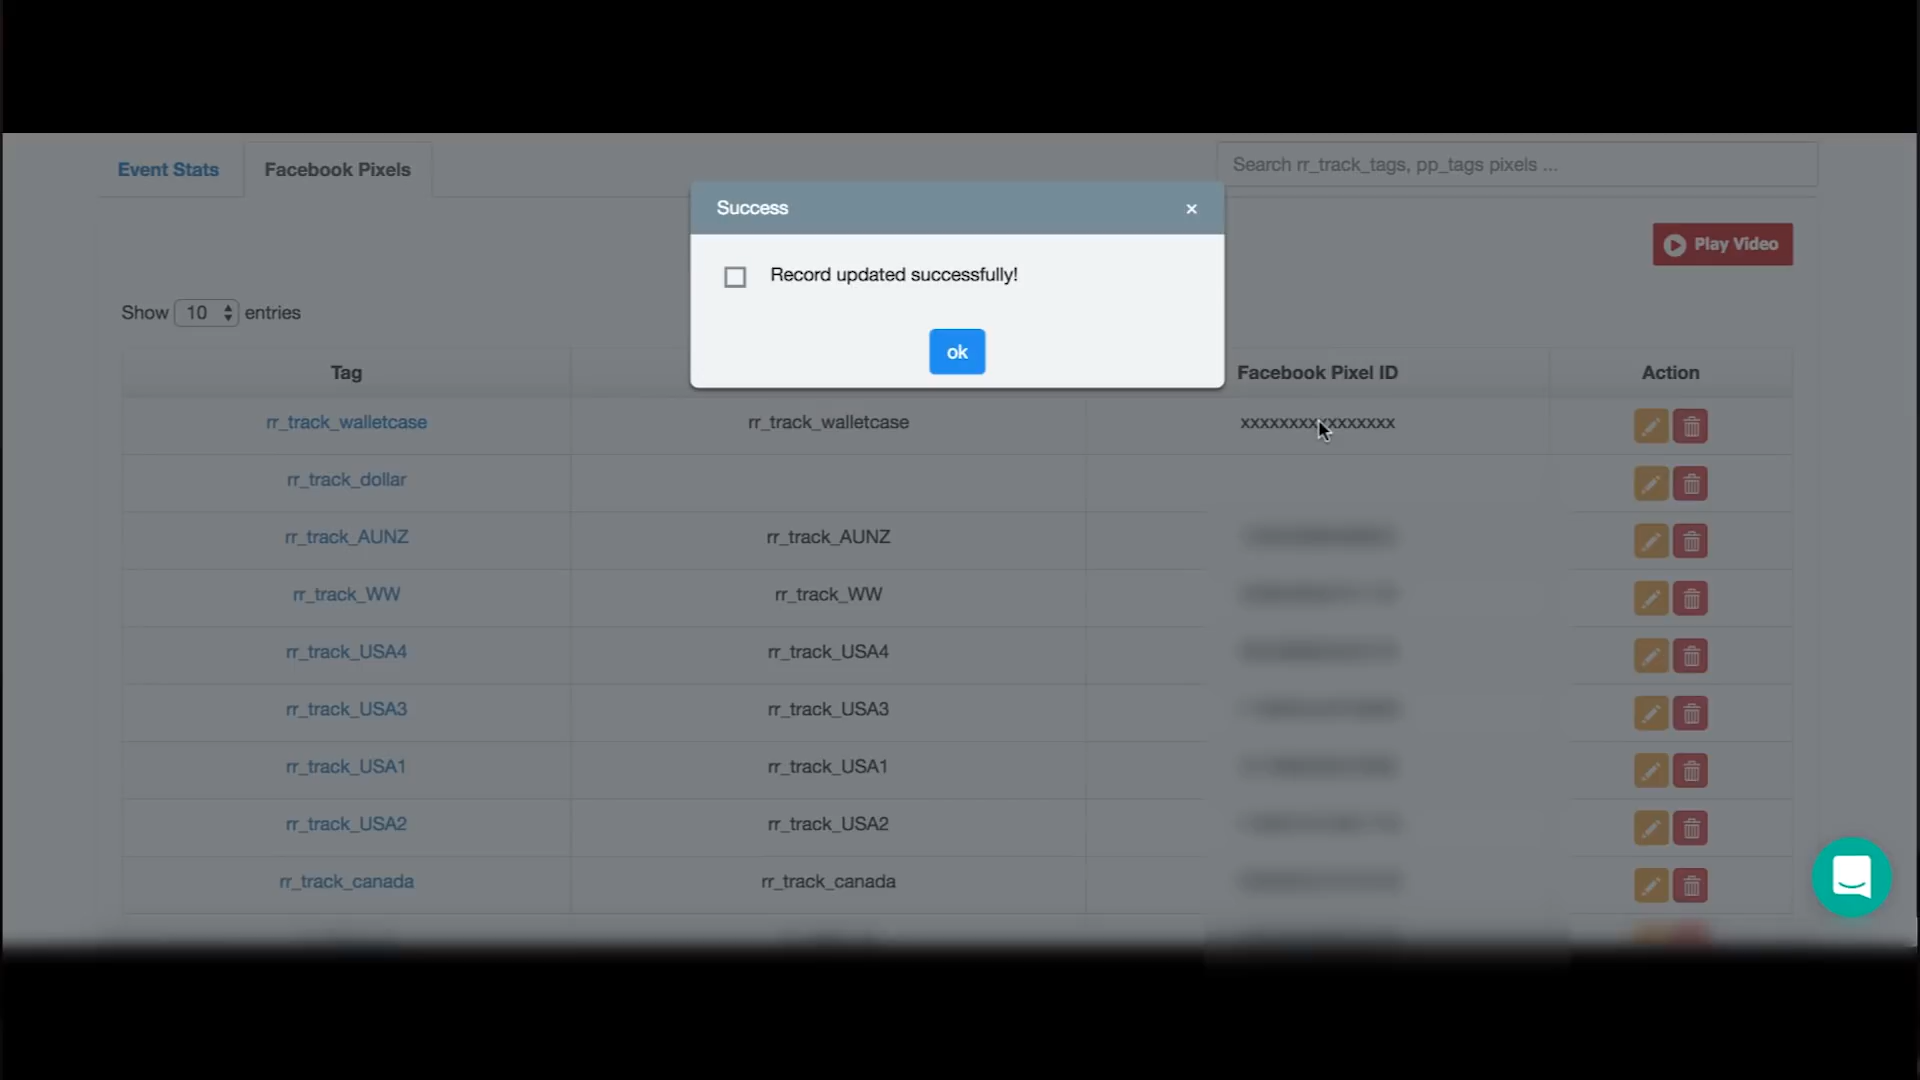 Event Stats
Facebook Pixels
Search rr_track_tags, pp_tags pixels ...
Success
×
Play Video
Record updated successfully!
Show 10 entries
ok
Tag
Facebook Pixel ID
Action
rr_track_walletcase rr_track_walletcase xxxxxxxxxxxxxxx
rr_track_dollar
rr_track_AUNZ rr_track_AUNZ
rr_track_WW rr_track_WW
rr_track_USA4 rr_track_USA4
rr_track_USA3 rr_track_USA3
rr_track_USA1 rr_track_USA1
rr_track_USA2 rr_track_USA2
rr_track_canada rr_track_canada